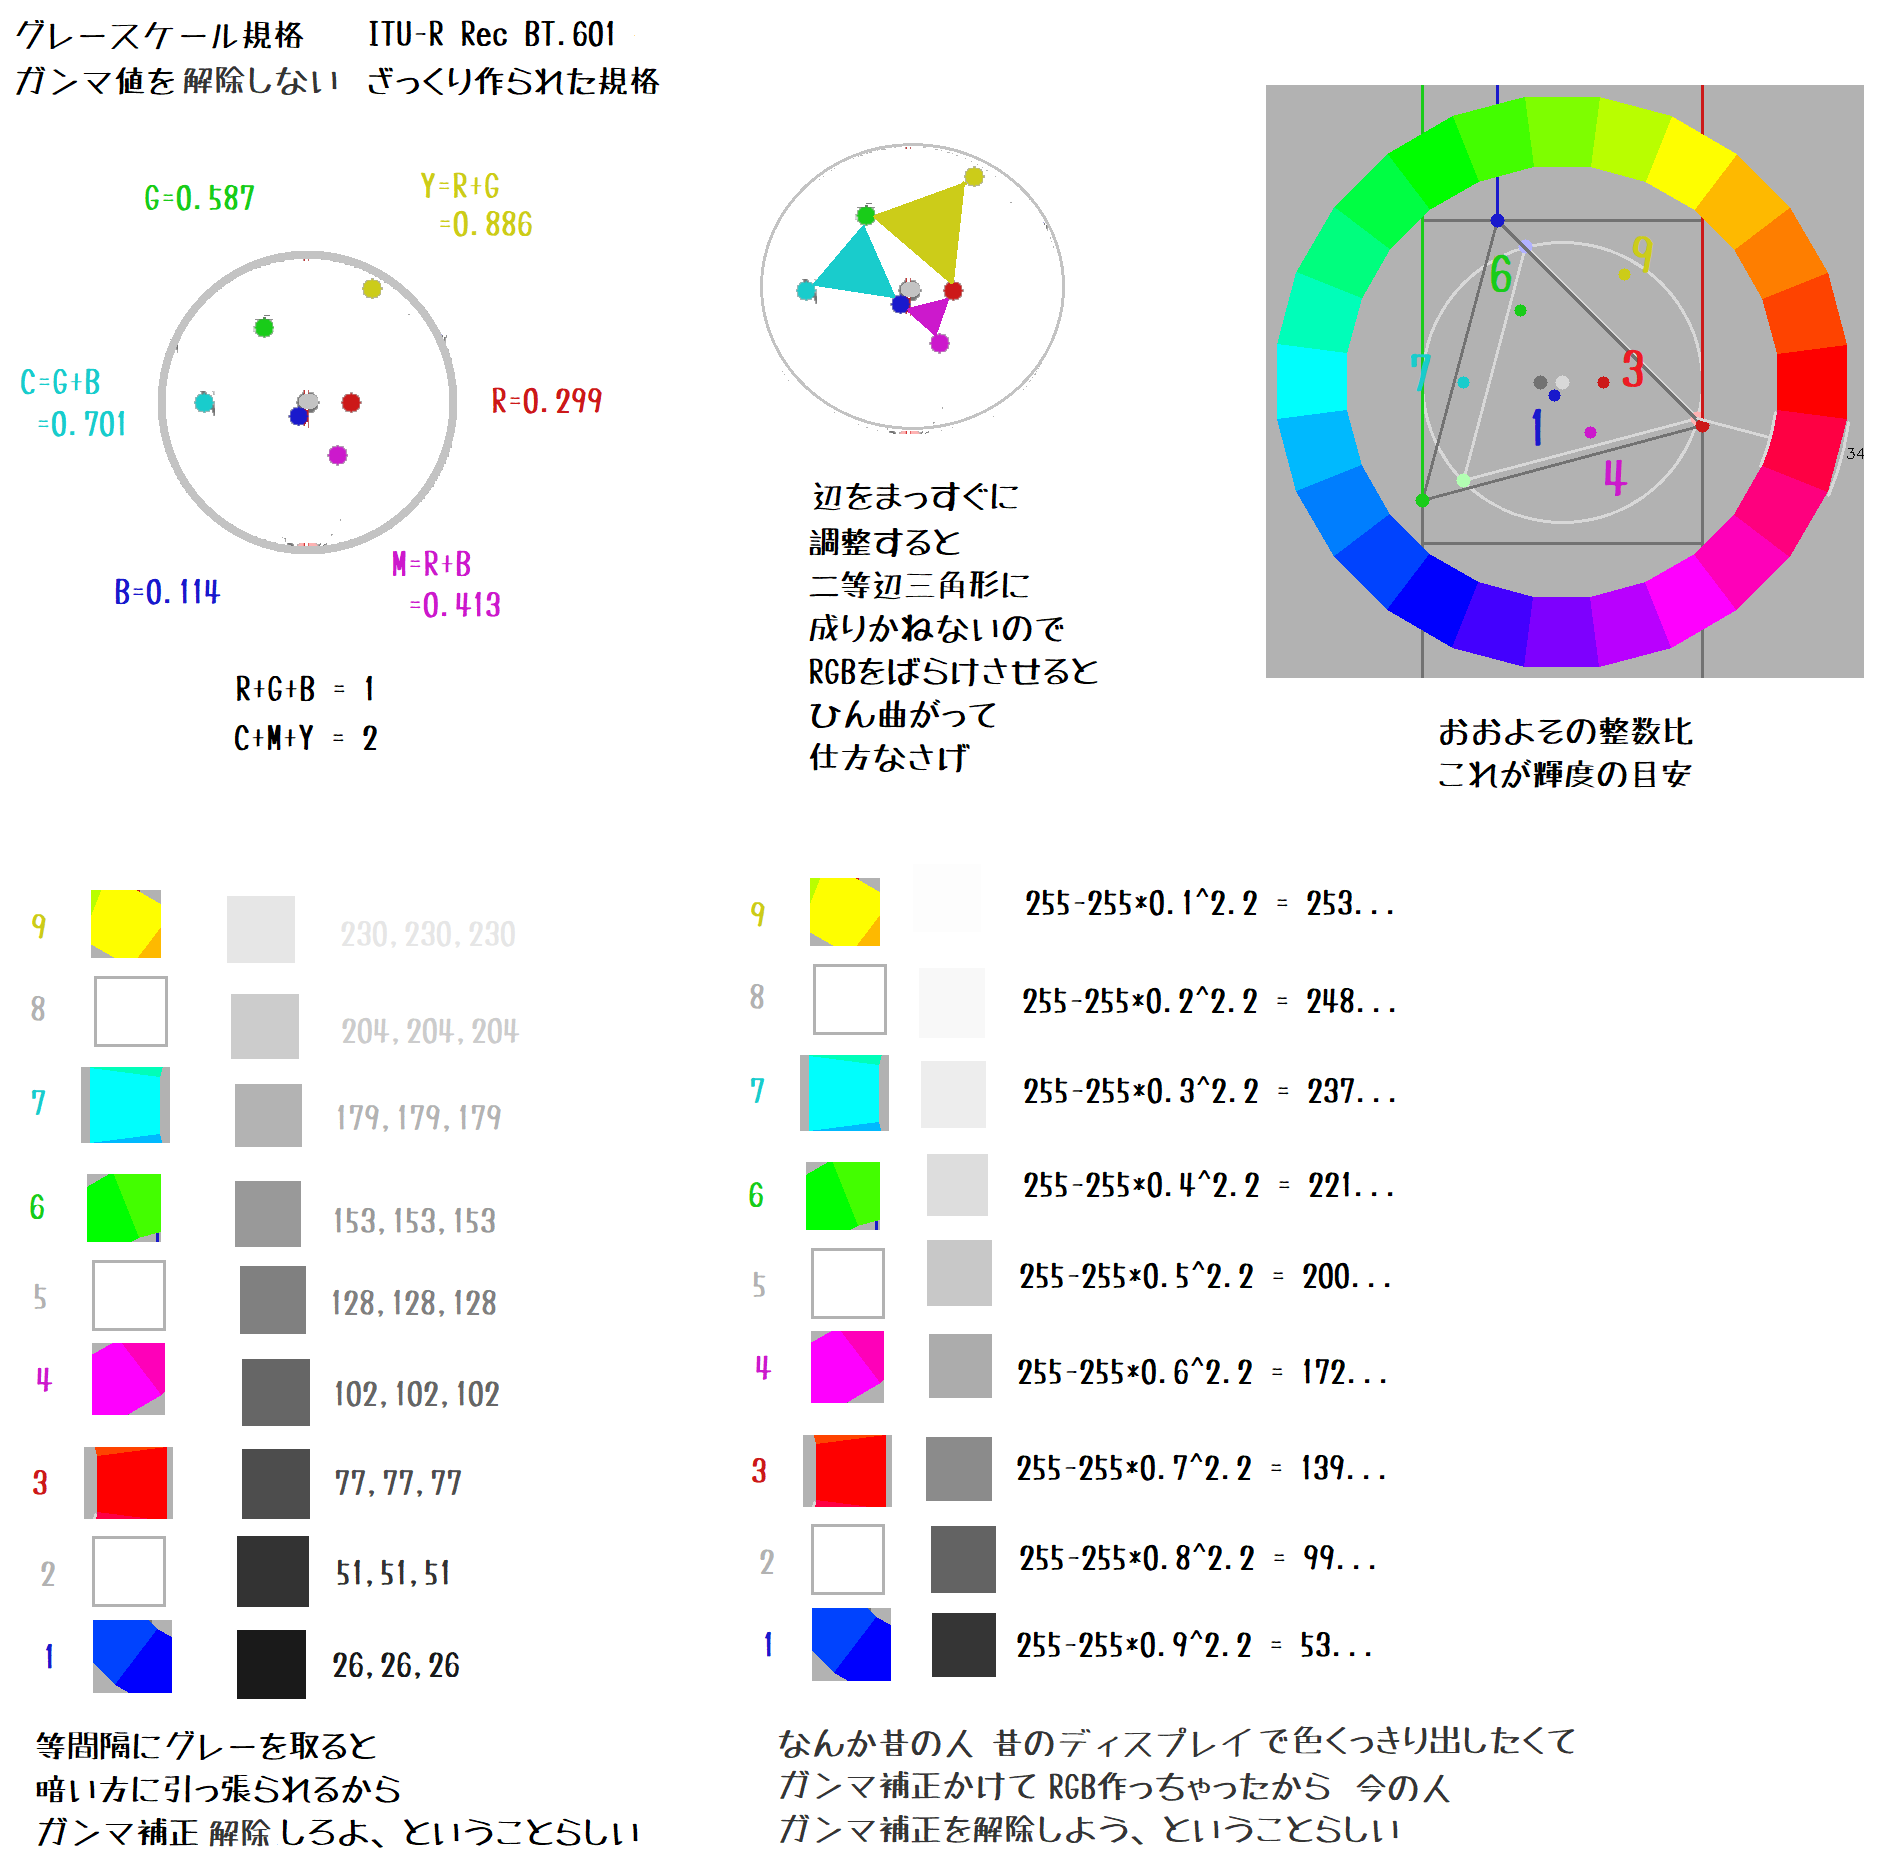 グレースケール規格 ITU-R Rec BT.601
ガンマ値を 解除しない ざっくり作られた規格
G=0.587
Y=R+G
=0.886
C=G+B
=0.701
R=0.299
B=0.114
M=R+B
=0.413
R+G+B = 1
C+M+Y = 2
辺をまっすぐに
調整すると
二等辺三角形に
成りかねないので
RGBをばらけさせると
ひん曲がって
仕方なさげ
9
6
7
3
1
4
34
おおよその整数比
これが輝度の目安
9 230,230,230
8 204,204,204
7 179,179,179
6 153,153,153
5 128,128,128
4 102,102,102
3 77,77,77
2 51,51,51
1 26,26,26
等間隔にグレーを取ると
暗い方に引っ張られるから
ガンマ補正 解除 しろよ、ということらしい
9 255-255*0.1^2.2 = 253...
8 255-255*0.2^2.2 = 248...
7 255-255*0.3^2.2 = 237...
6 255-255*0.4^2.2 = 221...
5 255-255*0.5^2.2 = 200...
4 255-255*0.6^2.2 = 172...
3 255-255*0.7^2.2 = 139...
2 255-255*0.8^2.2 = 99...
1 255-255*0.9^2.2 = 53...
なんか昔の人 昔のディスプレイで色くっきり出したくて
ガンマ補正かけて RGB作っちゃったから 今の人
ガンマ補正を解除しよう、ということらしい